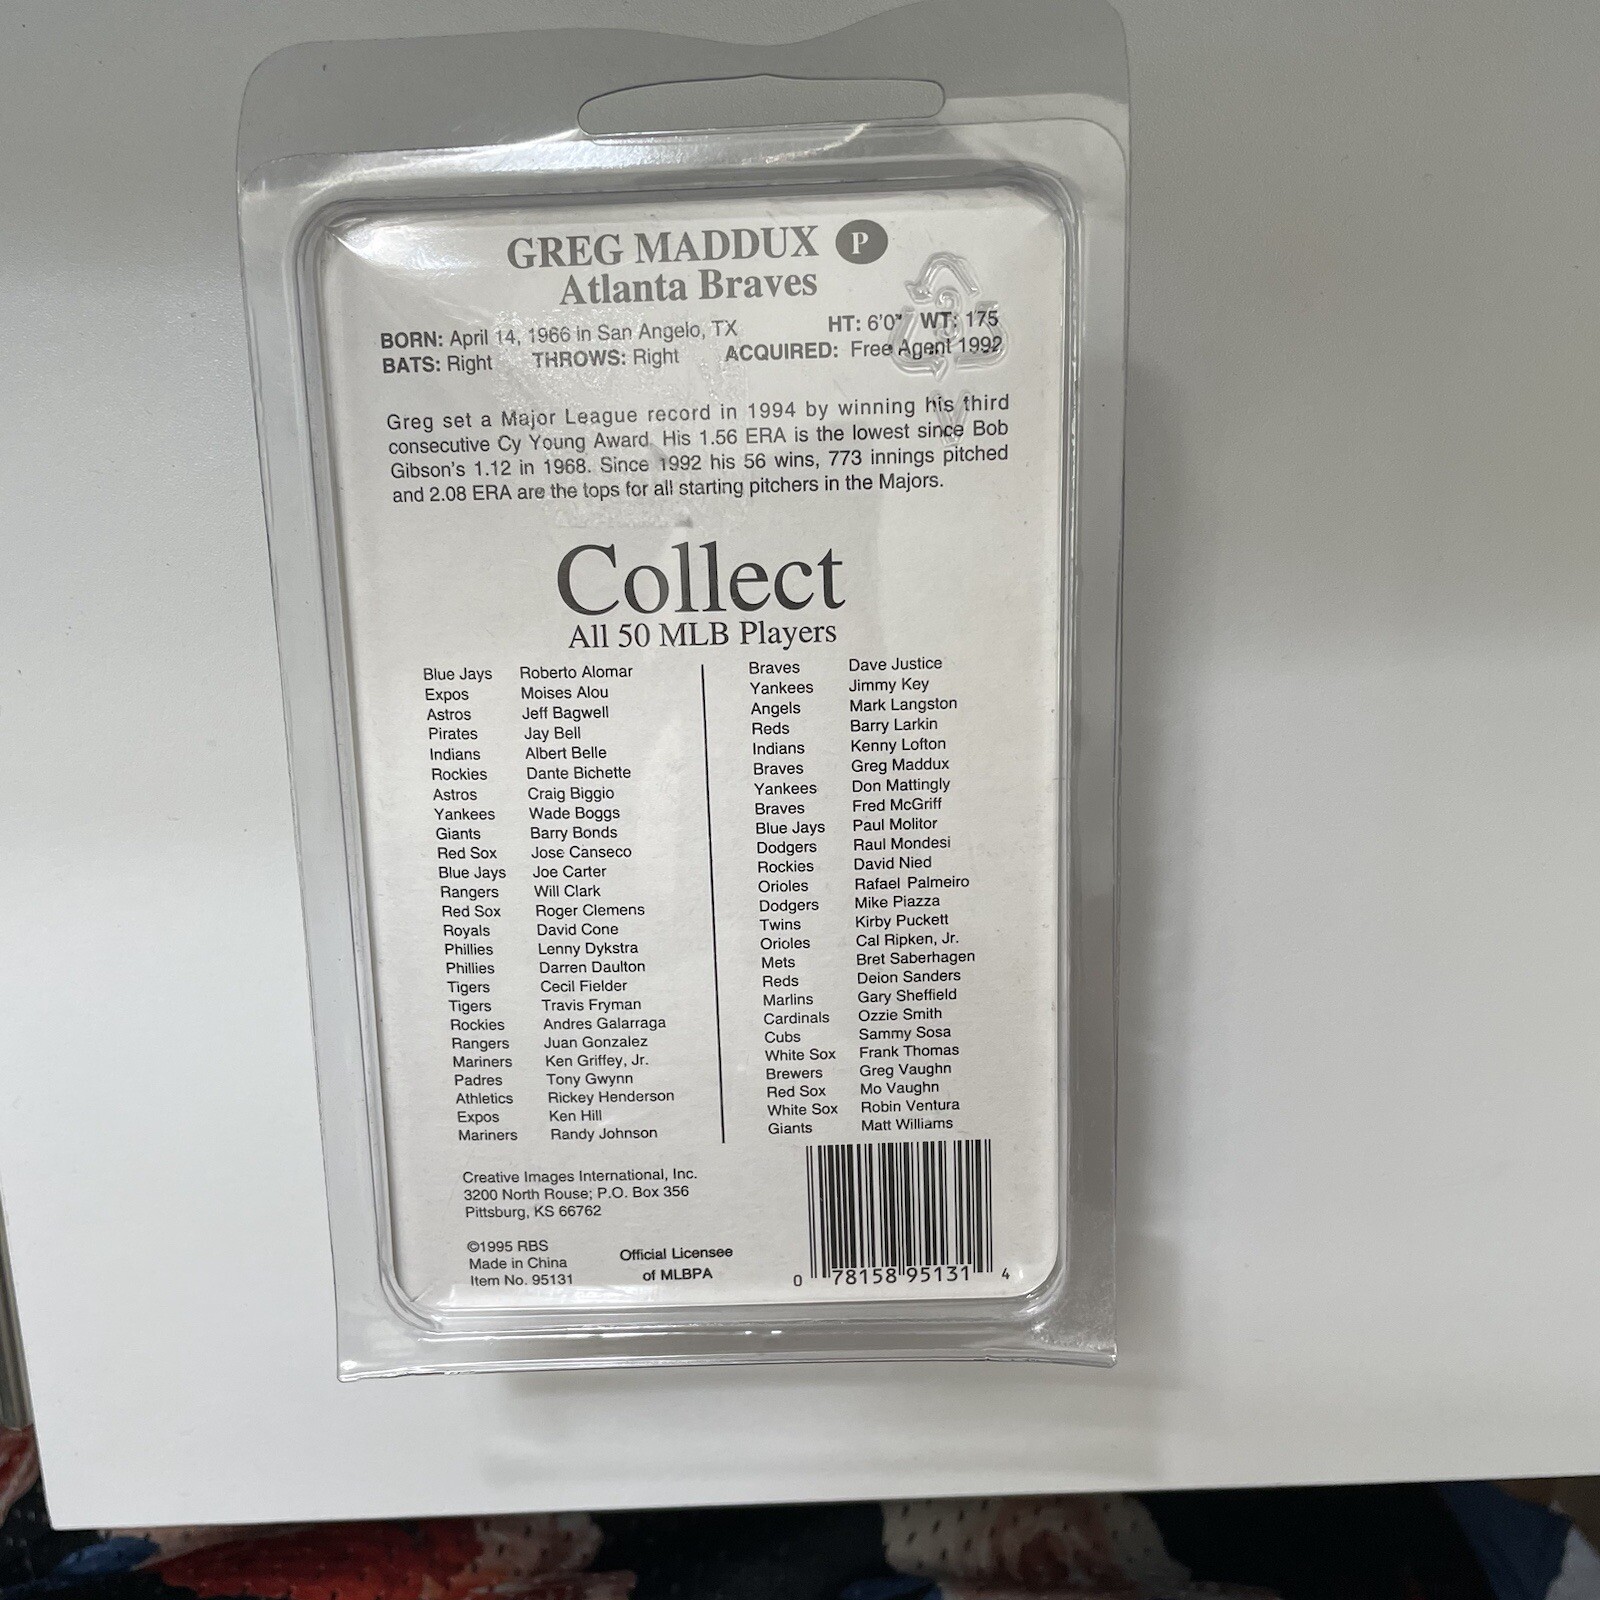 GREG MADDUX P
Atlanta Braves
BORN: April 14, 1966 in San Angelo, TX HT: 6'0" WT: 175
BATS: Right THROWS: Right ACQUIRED: Free Agent 1992
Greg set a Major League record in 1994 by winning his third
consecutive Cy Young Award. His 1.56 ERA is the lowest since Bob
Gibson's 1.12 in 1968. Since 1992 his 56 wins, 773 innings pitched
and 2.08 ERA are the tops for all starting pitchers in the Majors.
Collect
All 50 MLB Players
Blue Jays Roberto Alomar
Expos Moises Alou
Astros Jeff Bagwell
Pirates Jay Bell
Indians Albert Belle
Rockies Dante Bichette
Astros Craig Biggio
Yankees Wade Boggs
Giants Barry Bonds
Red Sox Jose Canseco
Blue Jays Joe Carter
Rangers Will Clark
Red Sox Roger Clemens
Royals David Cone
Phillies Lenny Dykstra
Phillies Darren Daulton
Tigers Cecil Fielder
Tigers Travis Fryman
Rockies Andres Galarraga
Rangers Juan Gonzalez
Mariners Ken Griffey, Jr.
Padres Tony Gwynn
Athletics Rickey Henderson
Expos Ken Hill
Mariners Randy Johnson
Braves Dave Justice
Yankees Jimmy Key
Angels Mark Langston
Reds Barry Larkin
Indians Kenny Lofton
Braves Greg Maddux
Yankees Don Mattingly
Braves Fred McGriff
Blue Jays Paul Molitor
Dodgers Raul Mondesi
Rockies David Nied
Orioles Rafael Palmeiro
Dodgers Mike Piazza
Twins Kirby Puckett
Orioles Cal Ripken, Jr.
Mets Bret Saberhagen
Reds Deion Sanders
Marlins Gary Sheffield
Cardinals Ozzie Smith
Cubs Sammy Sosa
White Sox Frank Thomas
Brewers Greg Vaughn
Red Sox Mo Vaughn
White Sox Robin Ventura
Giants Matt Williams
Creative Images International, Inc.
3200 North Rouse; P.O. Box 356
Pittsburg, KS 66762
©1995 RBS
Made in China
Item No. 95131
Official Licensee
of MLBPA
0 78158 95131 4